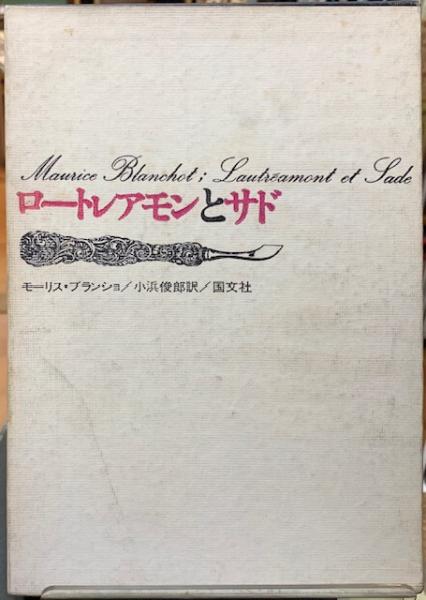 Maurice Blanchot; Lautréamont et Sade
ロートレアモンとサド
モーリス・ブランショ/小浜俊郎訳/国文社